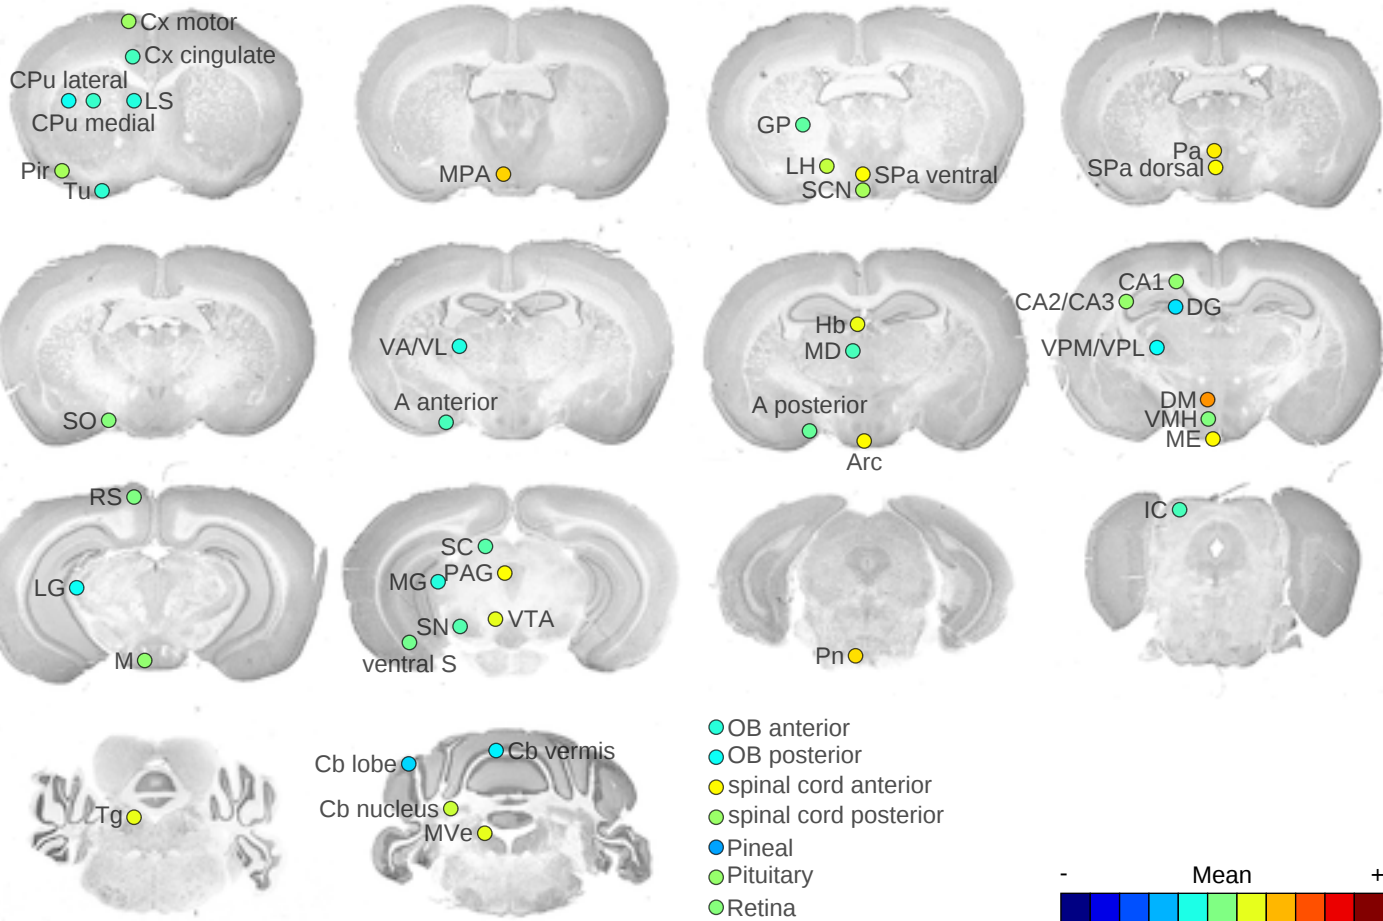 Cx motor
Cx cingulate
CPu lateral
LS
CPu medial
Pir
Tu
MPA
GP
LH
SPa ventral
SCN
Pa
SPa dorsal
SO
VA/VL
A anterior
Hb
MD
A posterior
Arc
CA1
CA2/CA3
DG
VPM/VPL
DM
VMH
ME
RS
LG
M
SC
MG
PAG
SN
VTA
ventral S
Pn
IC
Tg
Cb lobe
Cb vermis
Cb nucleus
MVe
OB anterior
OB posterior
spinal cord anterior
spinal cord posterior
Pineal
Pituitary
Retina
- Mean +